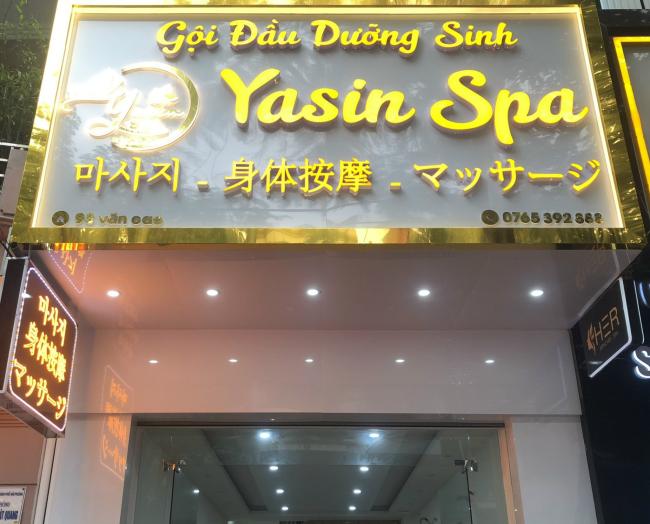 Gội Đầu Dưỡng Sinh
Yasin Spa
마사지 - 身体按摩 - マッサージ
98 văn cao
0765 392 888
마사지
身体按摩
マッサージ
HER